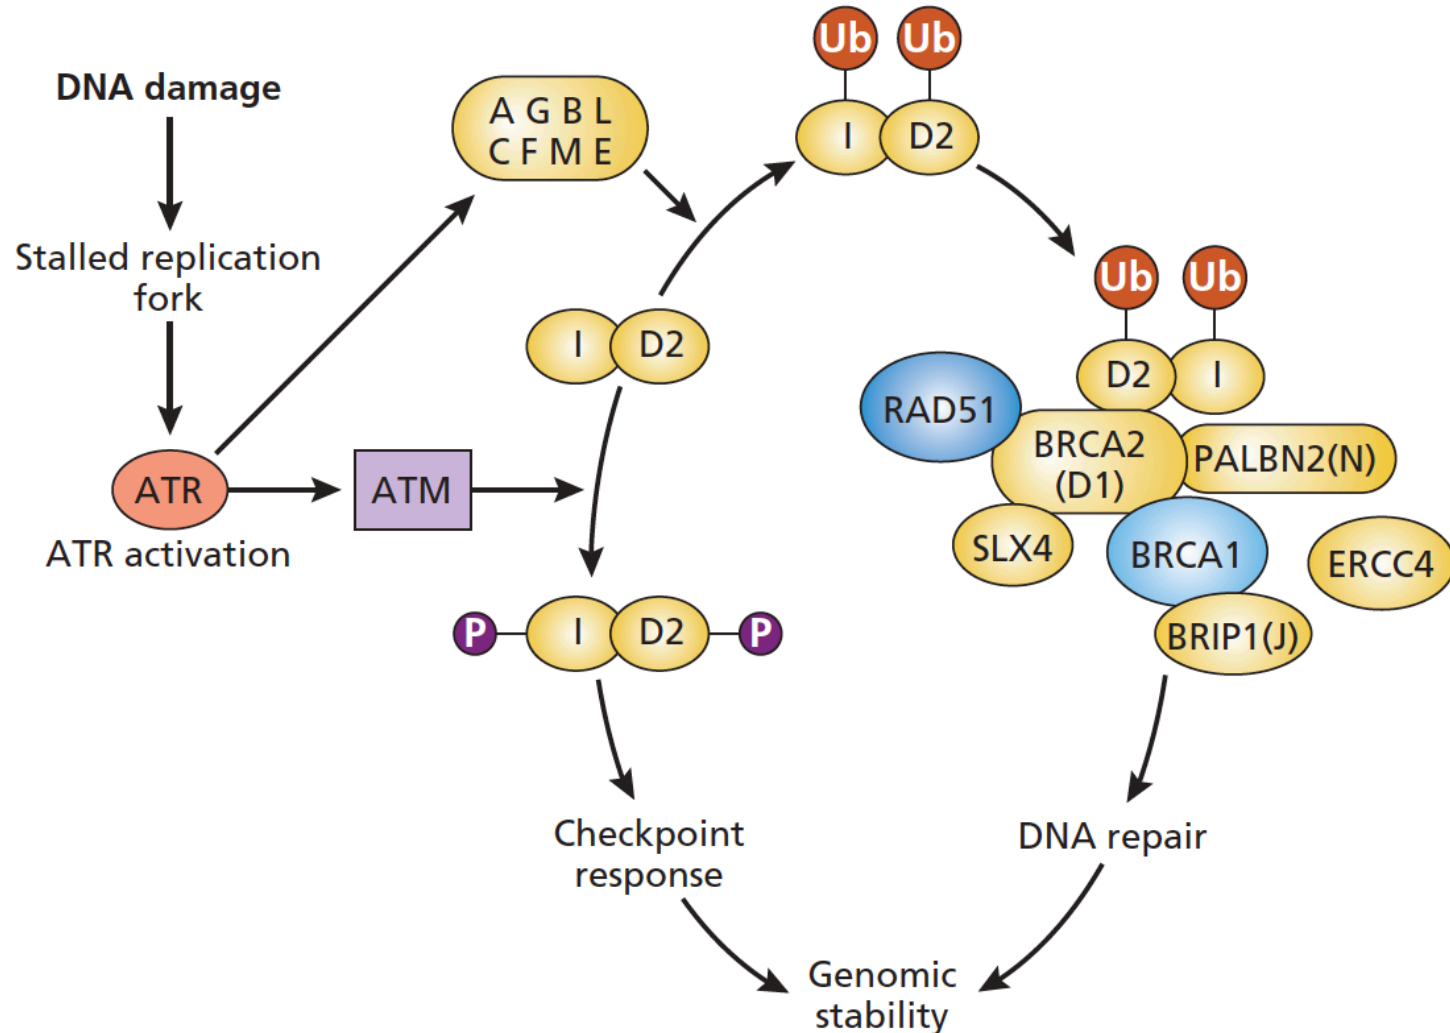 DNA damage
Stalled replication
fork
ATR
ATR activation
ATM
A G B L
C F M E
I
D2
Ub
Ub
I
D2
P
I
D2
P
Ub
Ub
D2
I
RAD51
BRCA2
(D1)
PALBN2(N)
SLX4
BRCA1
ERCC4
BRIP1(J)
Checkpoint
response
DNA repair
Genomic
stability